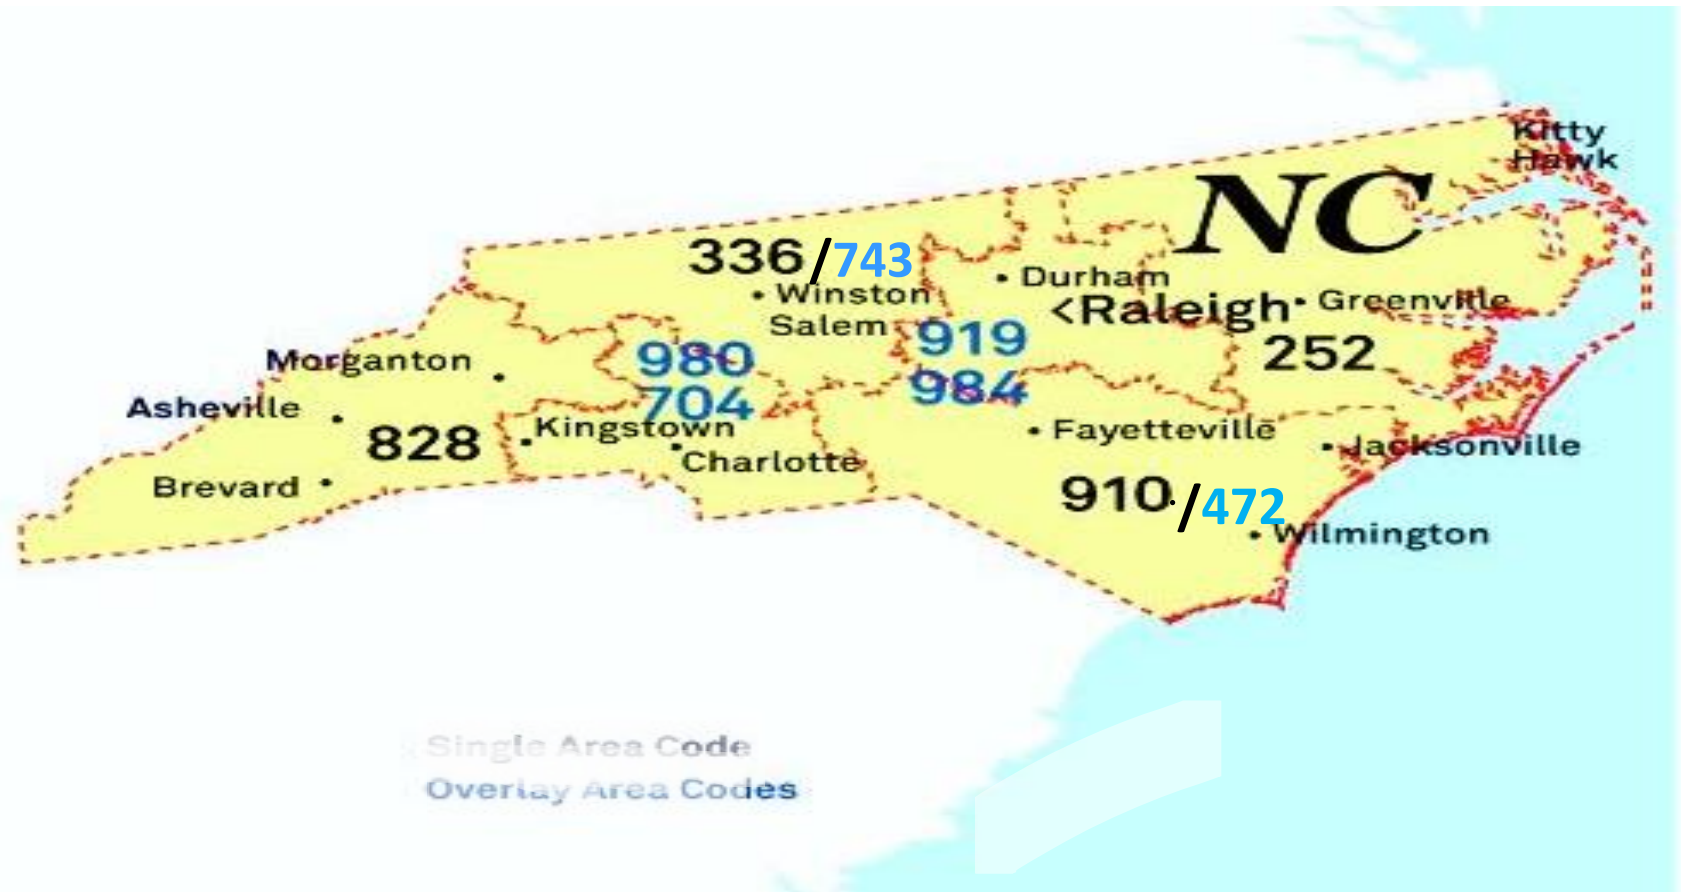 Kitty
Hawk
NC
336/743
• Durham
• Winston
Salem
<Raleigh
• Greenville
919
984
252
980
704
Morganton
Asheville
828
Kingstown
Charlotte
• Fayetteville
• Jacksonville
Brevard
910./472
• Wilmington
Single Area Code
Overlay Area Codes